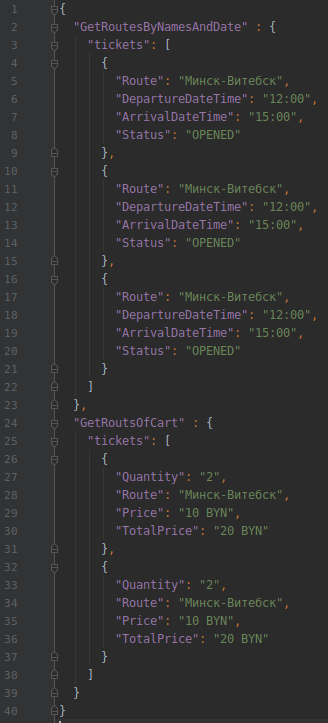 1 {
2 "GetRoutesByNamesAndDate" : {
3 "tickets": [
4 {
5 "Route": "Минск-Витебск",
6 "DepartureDateTime": "12:00",
7 "ArrivalDateTime": "15:00",
8 "Status": "OPENED"
9 },
10 {
11 "Route": "Минск-Витебск",
12 "DepartureDateTime": "12:00",
13 "ArrivalDateTime": "15:00",
14 "Status": "OPENED"
15 },
16 {
17 "Route": "Минск-Витебск",
18 "DepartureDateTime": "12:00",
19 "ArrivalDateTime": "15:00",
20 "Status": "OPENED"
21 }
22 ]
23 },
24 "GetRoutsOfCart" : {
25 "tickets": [
26 {
27 "Quantity": "2",
28 "Route": "Минск-Витебск",
29 "Price": "10 BYN",
30 "TotalPrice": "20 BYN"
31 },
32 {
33 "Quantity": "2",
34 "Route": "Минск-Витебск",
35 "Price": "10 BYN",
36 "TotalPrice": "20 BYN"
37 }
38 ]
39 }
40 }